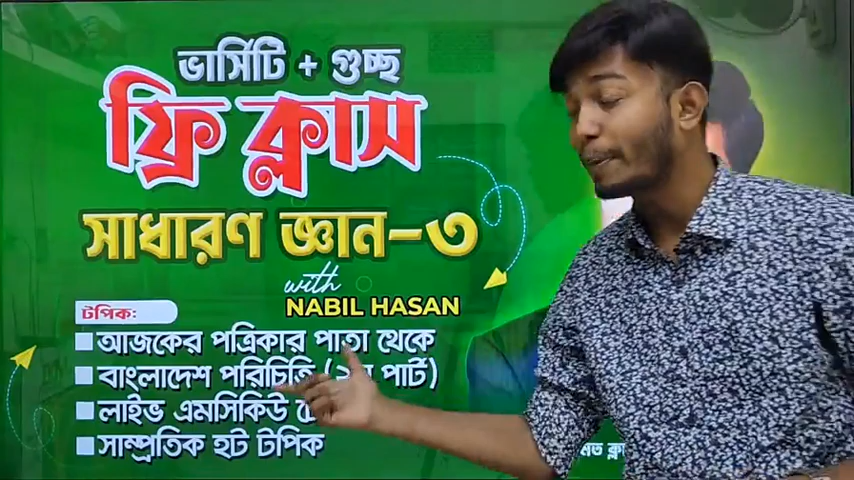 ভার্সিটি + গুচ্ছ
ফ্রি ক্লাস
সাধারণ জ্ঞান-৩
with
NABIL HASAN
টপিক:
আজকের পত্রিকার পাতা থেকে
বাংলাদেশ পরিচিতি পার্ট)
লাইভ এমসিকিউ
সাম্প্রতিক হট টপিক